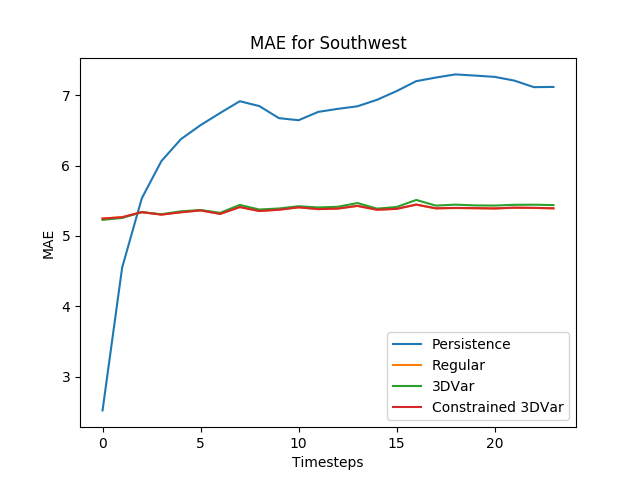 MAE for Southwest
7
6
5
4
3
MAE
0
5
10
15
20
Timesteps
Persistence
Regular
3DVar
Constrained 3DVar